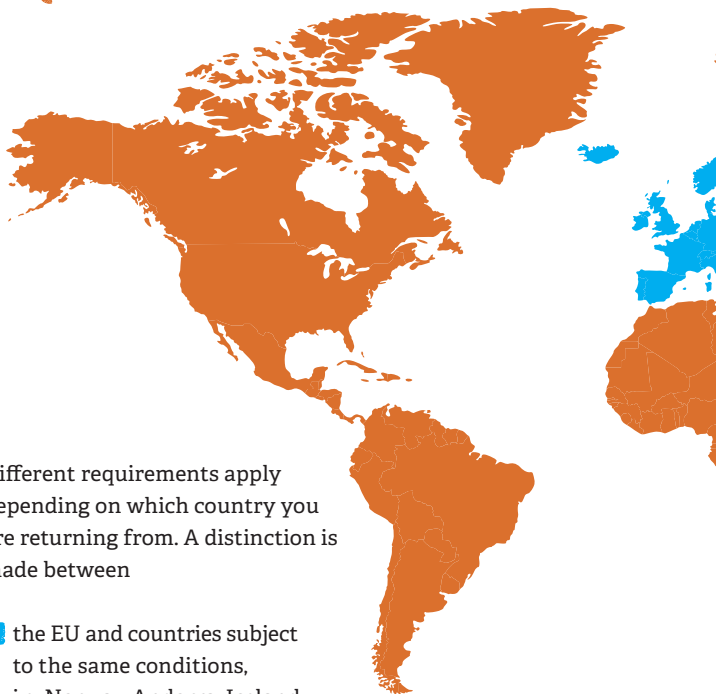 ifferent requirements apply
epending on which country you
re returning from. A distinction is
ade between
the EU and countries subject
to the same conditions,